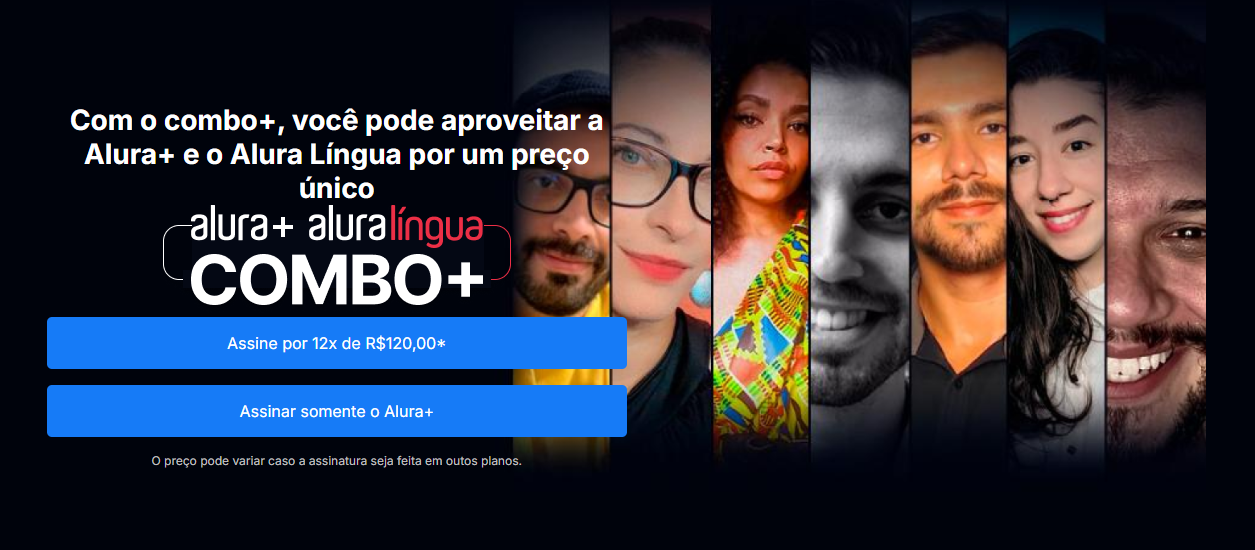 Com o combo+, você pode aproveitar a
Alura+ e o Alura Língua por um preço
único
alura+ aluralíngua
COMBO+
Assine por 12x de R$120,00*
Assinar somente o Alura+
O preço pode variar caso a assinatura seja feita em outos planos.